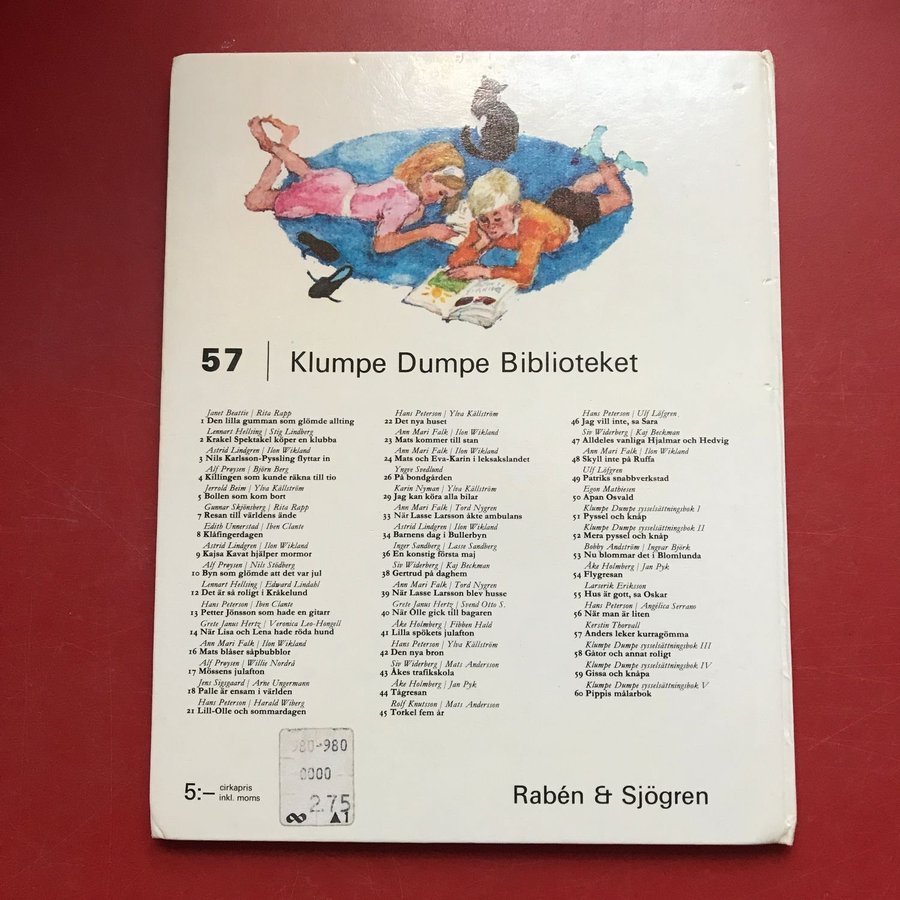 57 | Klumpe Dumpe Biblioteket
Janet Beattie / Rita Rapp
1 Den lilla gumman som glömde allting
Lennart Hellsing / Stig Lindberg
2 Krakel Spektakel köper en klubba
Astrid Lindgren / Ilon Wikland
3 Nils Karlsson-Pyssling flyttar in
Alf Prøysen / Björn Berg
4 Killingen som kunde räkna till tio
Jerrold Beim / Ylva Källström
5 Bollen som kom bort
Gunnar Skjönsberg / Rita Rapp
7 Resan till världens ände
Edith Unnerstad / Iben Clante
8 Klåfingerdagen
Astrid Lindgren / Ilon Wikland
9 Kajsa Kavat hjälper mormor
Alf Prøysen / Nils Stödberg
10 Byn som glömde att det var jul
Lennart Hellsing / Edward Lindahl
12 Det är så roligt i Kråkelund
Hans Peterson / Iben Clante
13 Petter Jönsson som hade en gitarr
Grete Janus Hertz / Veronica Leo-Hongell
14 När Lisa och Lena hade röda hund
Ann Mari Falk / Ilon Wikland
16 Mats blåser såpbubblor
Alf Prøysen / Willie Nordrå
17 Mössens julafton
Jens Sigsgaard / Arne Ungermann
18 Palle är ensam i världen
Hans Peterson / Harald Wiberg
21 Lill-Olle och sommardagen
Hans Peterson / Ylva Källström
22 Det nya huset
Ann Mari Falk / Ilon Wikland
23 Mats kommer till stan
Ann Mari Falk / Ilon Wikland
24 Mats och Eva-Karin i leksakslandet
Yngve Svedlund
26 På bondgården
Karin Nyman / Ylva Källström
29 Jag kan köra alla bilar
Ann Mari Falk / Tord Nygren
33 När Lasse Larsson åkte ambulans
Astrid Lindgren / Ilon Wikland
34 Barnens dag i Bullerbyn
Inger Sandberg / Lasse Sandberg
36 En konstig första maj
Siv Widerberg / Kaj Beckman
38 Gertrud på daghem
Ann Mari Falk / Tord Nygren
39 När Lasse Larsson blev husse
Grete Janus Hertz / Svend Otto S.
40 När Olle gick till bagaren
Åke Holmberg / Fibben Hald
41 Lilla spökets julafton
Hans Peterson / Ylva Källström
42 Den nya bron
Siv Widerberg / Mats Andersson
43 Åkes trafikskola
Åke Holmberg / Jan Pyk
44 Tågresan
Rolf Knutsson / Mats Andersson
45 Torkel fem år
Hans Peterson / Ulf Löfgren
46 Jag vill inte, sa Sara
Siv Widerberg / Kaj Beckman
47 Alldeles vanliga Hjalmar och Hedvig
Ann Mari Falk / Ilon Wikland
48 Skyll inte på Ruffa
Ulf Löfgren
49 Patriks snabbverkstad
Egon Mathiesen
50 Apan Osvald
Klumpe Dumpe sysselsättningsbok I
51 Pyssel och knåp
Klumpe Dumpe sysselsättningsbok II
52 Mera pyssel och knåp
Bobby Andström / Ingvar Björk
53 Nu blommar det i Blomlunda
Åke Holmberg / Jan Pyk
54 Flygresan
Larserik Eriksson
55 Hus är gott, sa Oskar
Hans Peterson / Angélica Serrano
56 När man är liten
Kerstin Thorvall
57 Anders leker kurragömma
Klumpe Dumpe sysselsättningsbok III
58 Gåtor och annat roligt
Klumpe Dumpe sysselsättningsbok IV
59 Gissa och knåpa
Klumpe Dumpe sysselsättningsbok V
60 Pippis målarbok
980-980
0000
2.75
A1
5:– cirkapris
inkl. moms
Rabén & Sjögren